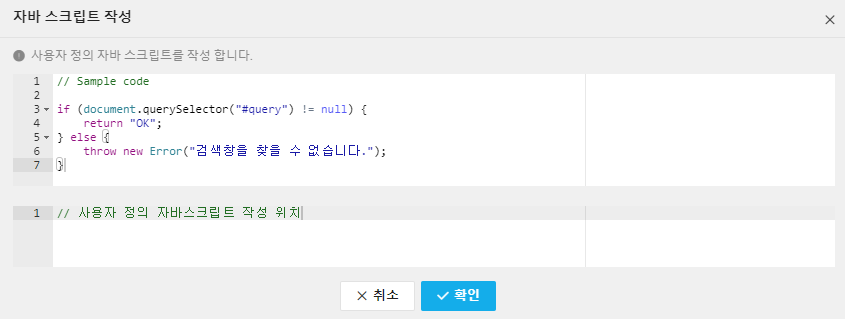 자바 스크립트 작성
사용자 정의 자바 스크립트를 작성 합니다.
1 // Sample code
2
3 if (document.querySelector("#query") != null) {
4 return "OK";
5 } else {
6 throw new Error("검색창을 찾을 수 없습니다.");
7 }
1 // 사용자 정의 자바스크립트 작성 위치
취소 확인